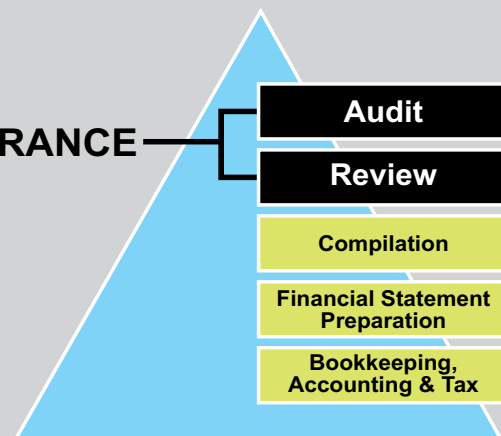 RANCE
Audit
Review
Compilation
Financial Statement
Preparation
Bookkeeping,
Accounting & Tax